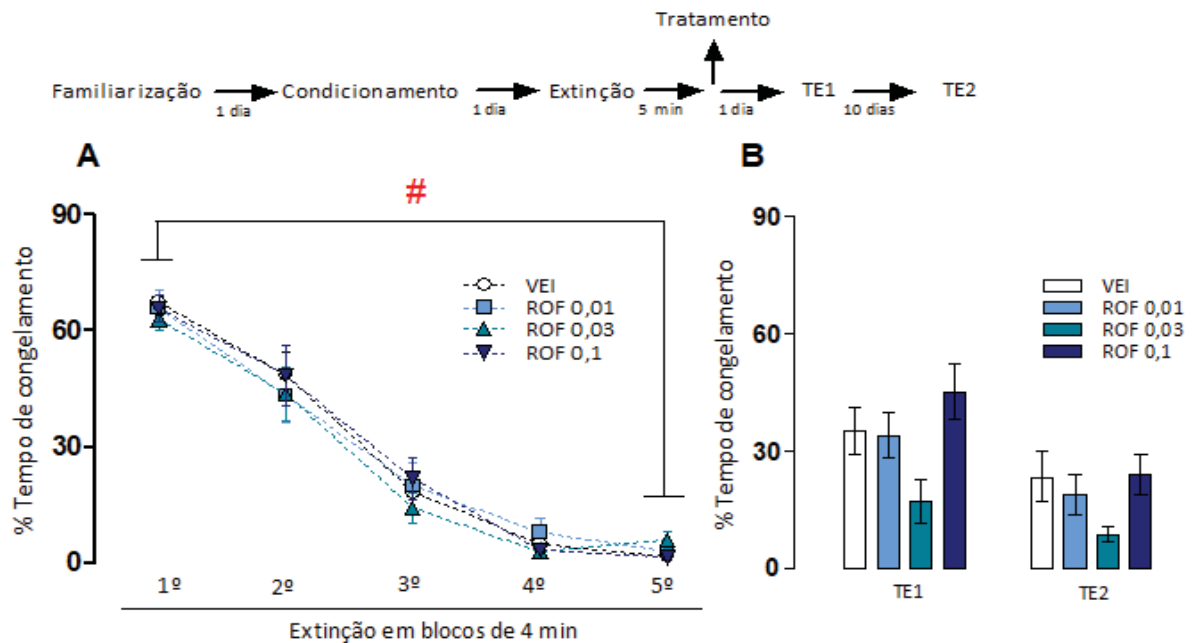 Tratamento
Familiarização Condicionamento Extinção TE1 TE2
1 dia 1 dia 5 min 1 dia 10 dias
A
#
% Tempo de congelamento
90
60
30
0
VEI
ROF 0,01
ROF 0,03
ROF 0,1
1º 2º 3º 4º 5º
Extinção em blocos de 4 min
B
% Tempo de congelamento
90
60
30
0
VEI
ROF 0,01
ROF 0,03
ROF 0,1
TE1 TE2